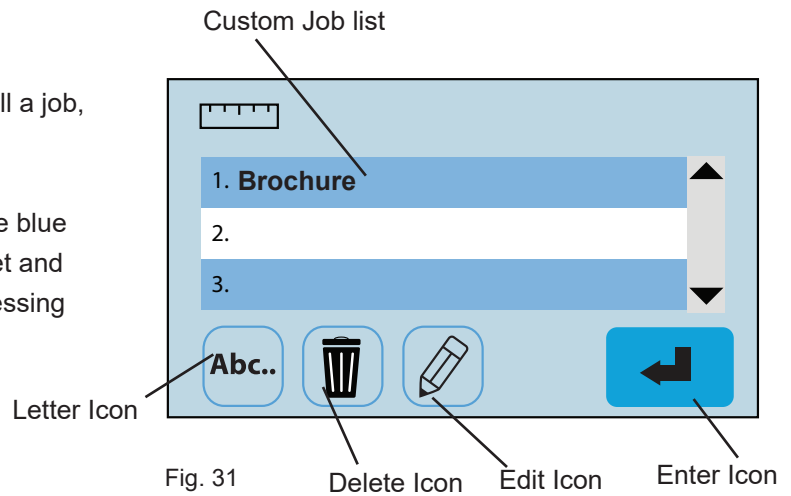 Custom Job list
ll a job,
e blue
et and
essing
1. Brochure
2.
3.
Abc..
Letter Icon
Fig. 31
Delete Icon
Edit Icon
Enter Icon